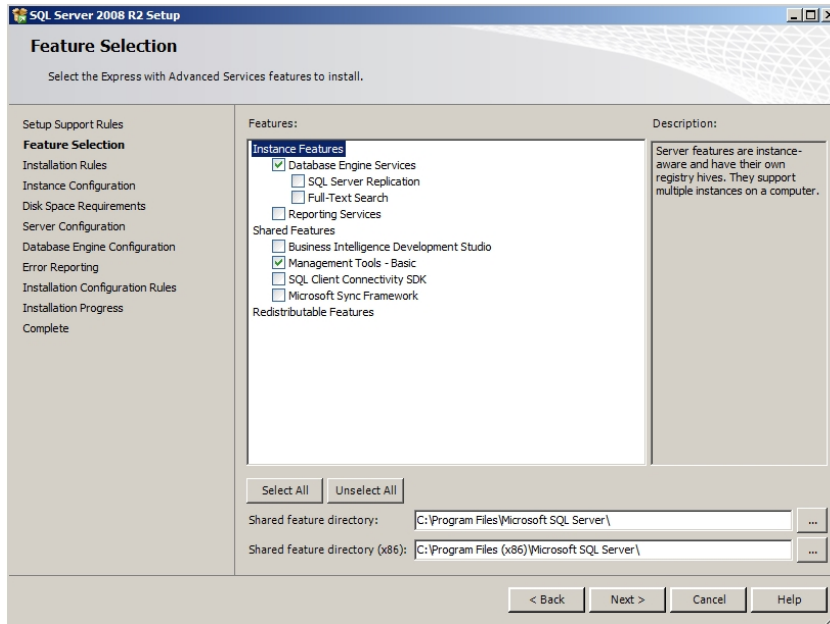 SQL Server 2008 R2 Setup
Feature Selection
Select the Express with Advanced Services features to install.
Setup Support Rules
Feature Selection
Installation Rules
Instance Configuration
Disk Space Requirements
Server Configuration
Database Engine Configuration
Error Reporting
Installation Configuration Rules
Installation Progress
Complete
Features:
Instance Features
Database Engine Services
SQL Server Replication
Full-Text Search
Reporting Services
Shared Features
Business Intelligence Development Studio
Management Tools - Basic
SQL Client Connectivity SDK
Microsoft Sync Framework
Redistributable Features
Description:
Server features are instance-
aware and have their own
registry hives. They support
multiple instances on a computer.
Select All
Unselect All
Shared feature directory:
C:\Program Files\Microsoft SQL Server\
...
Shared feature directory (x86):
C:\Program Files (x86)\Microsoft SQL Server\
...
< Back
Next >
Cancel
Help